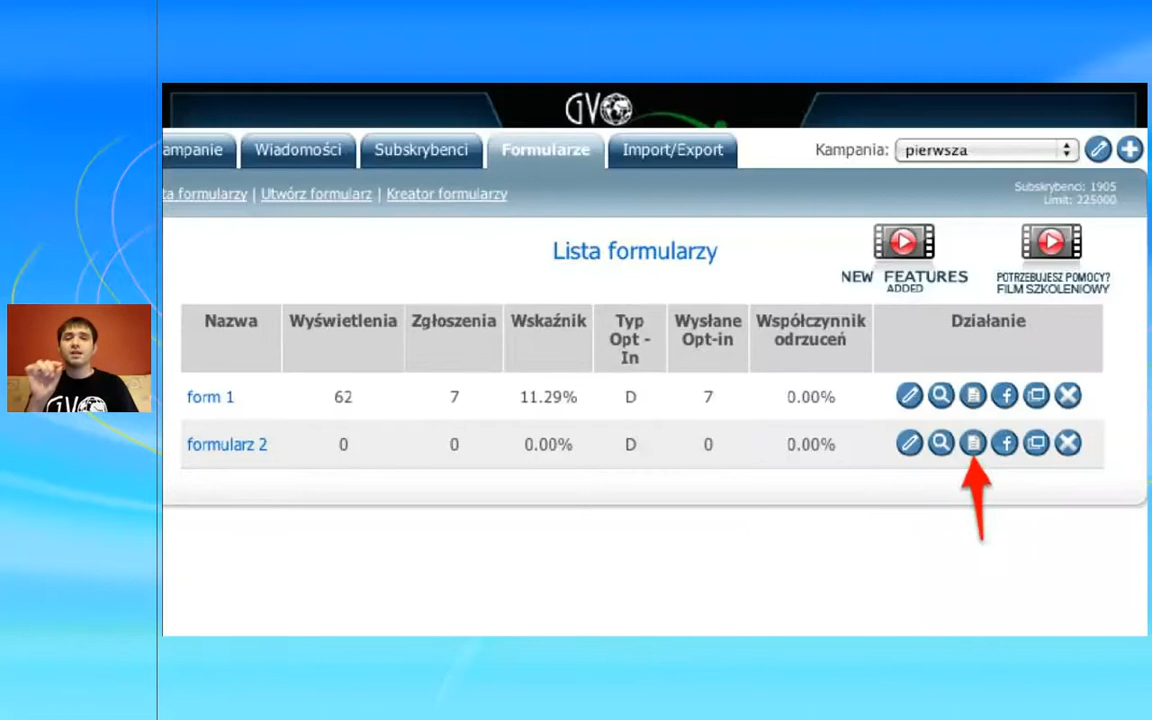 GVO
ampanie Wiadomości Subskrybenci Formularze Import/Export Kampania: pierwsza
ta formularzy | Utwórz formularz | Kreator formularzy
Subskrybenci: 1905
Limit: 225000
Lista formularzy
NEW FEATURES
ADDED
POTRZEBUJESZ POMOCY?
FILM SZKOLENIOWY
Nazwa Wyświetlenia Zgłoszenia Wskaźnik Typ Opt - In Wysłane Opt-in Współczynnik odrzuceń Działanie
form 1 62 7 11.29% D 7 0.00%
formularz 2 0 0 0.00% D 0 0.00%
GVO